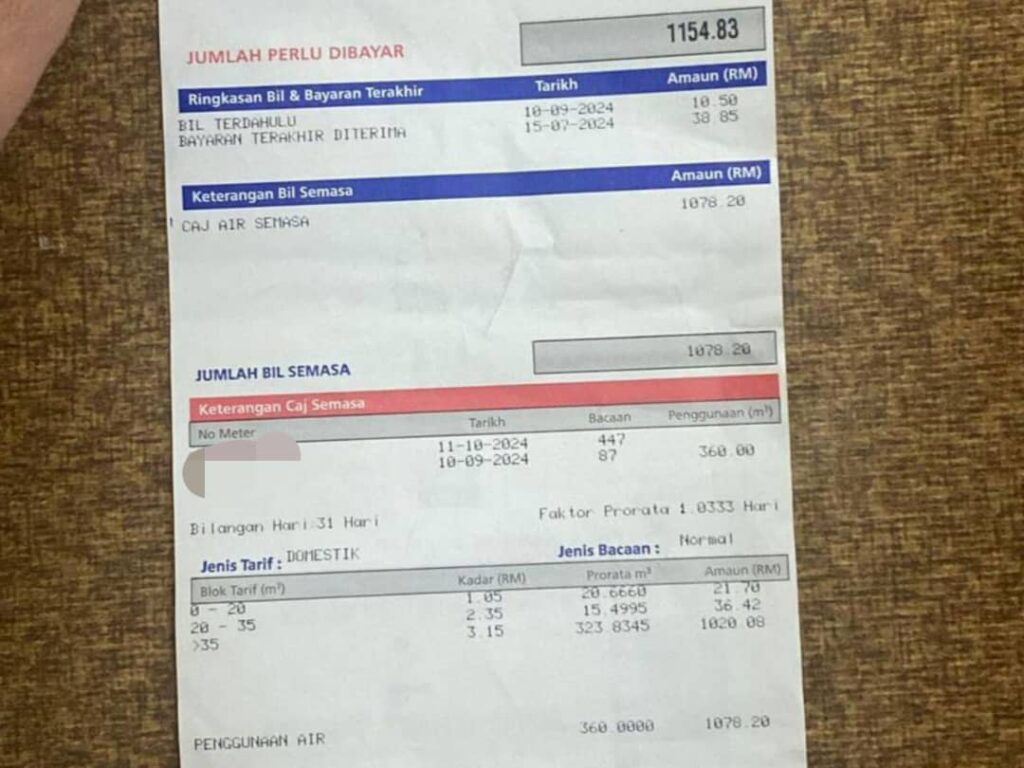 JUMLAH PERLU DIBAYAR 1154.83
Ringkasan Bil & Bayaran Terakhir Tarikh Amaun (RM)
BIL TERDAHULU 10-09-2024 10.50
BAYARAN TERAKHIR DITERIMA 15-07-2024 38 85
Keterangan Bil Semasa Amaun (RM)
CAJ AIR SEMASA 1078.20
JUMLAH BIL SEMASA 1078 20
Keterangan Caj Semasa
No Meter Tarikh Bacaan Penggunaan (m³)
11-10-2024 447
10-09-2024 87 360.00
Bilangan Hari 31 Hari Faktor Prorata 1.0333 Hari
Jenis Tarif : DOMESTIK Jenis Bacaan : Normal
Blok Tarif (m³) Kadar (RM) Prorata m³ Amaun (RM)
0 - 20 1.05 20.6660 21.70
20 - 35 2.35 15.4995 36.42
>35 3.15 323.8345 1020.08
PENGGUNAAN AIR 360.0000 1078.20